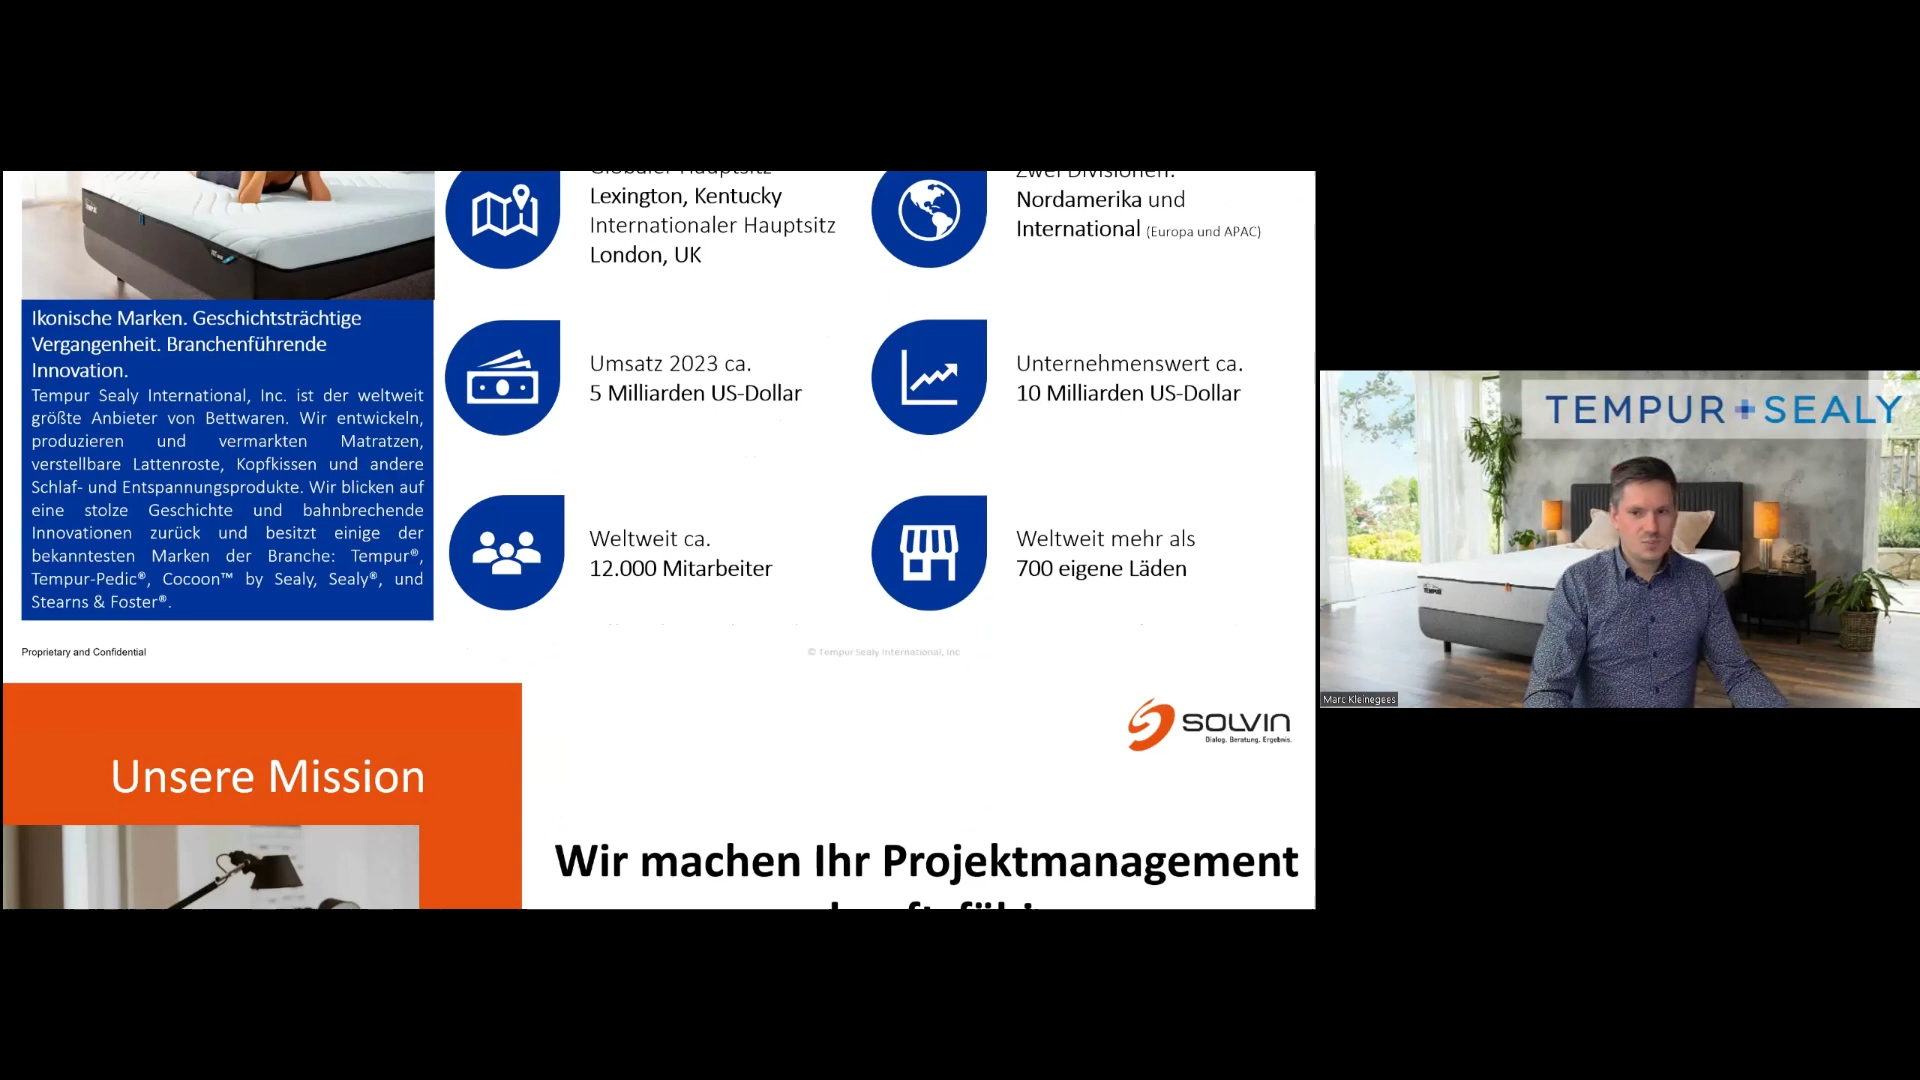 Globaler Hauptsitz
Lexington, Kentucky
Internationaler Hauptsitz
London, UK
Zwei Divisionen:
Nordamerika und
International (Europa und APAC)
Ikonische Marken. Geschichtsträchtige
Vergangenheit. Branchenführende
Innovation.
Tempur Sealy International, Inc. ist der weltweit
größte Anbieter von Bettwaren. Wir entwickeln,
produzieren und vermarkten Matratzen,
verstellbare Lattenroste, Kopfkissen und andere
Schlaf- und Entspannungsprodukte. Wir blicken auf
eine stolze Geschichte und bahnbrechende
Innovationen zurück und besitzt einige der
bekanntesten Marken der Branche: Tempur®,
Tempur-Pedic®, Cocoon™ by Sealy, Sealy®, und
Stearns & Foster®.
Umsatz 2023 ca.
5 Milliarden US-Dollar
Unternehmenswert ca.
10 Milliarden US-Dollar
Weltweit ca.
12.000 Mitarbeiter
Weltweit mehr als
700 eigene Läden
Proprietary and Confidential
© Tempur Sealy International, Inc
Unsere Mission
SOLVIN
Dialog. Beratung. Ergebnis.
Wir machen Ihr Projektmanagement
TEMPUR + SEALY
TEMPUR
Marc Kleinegees